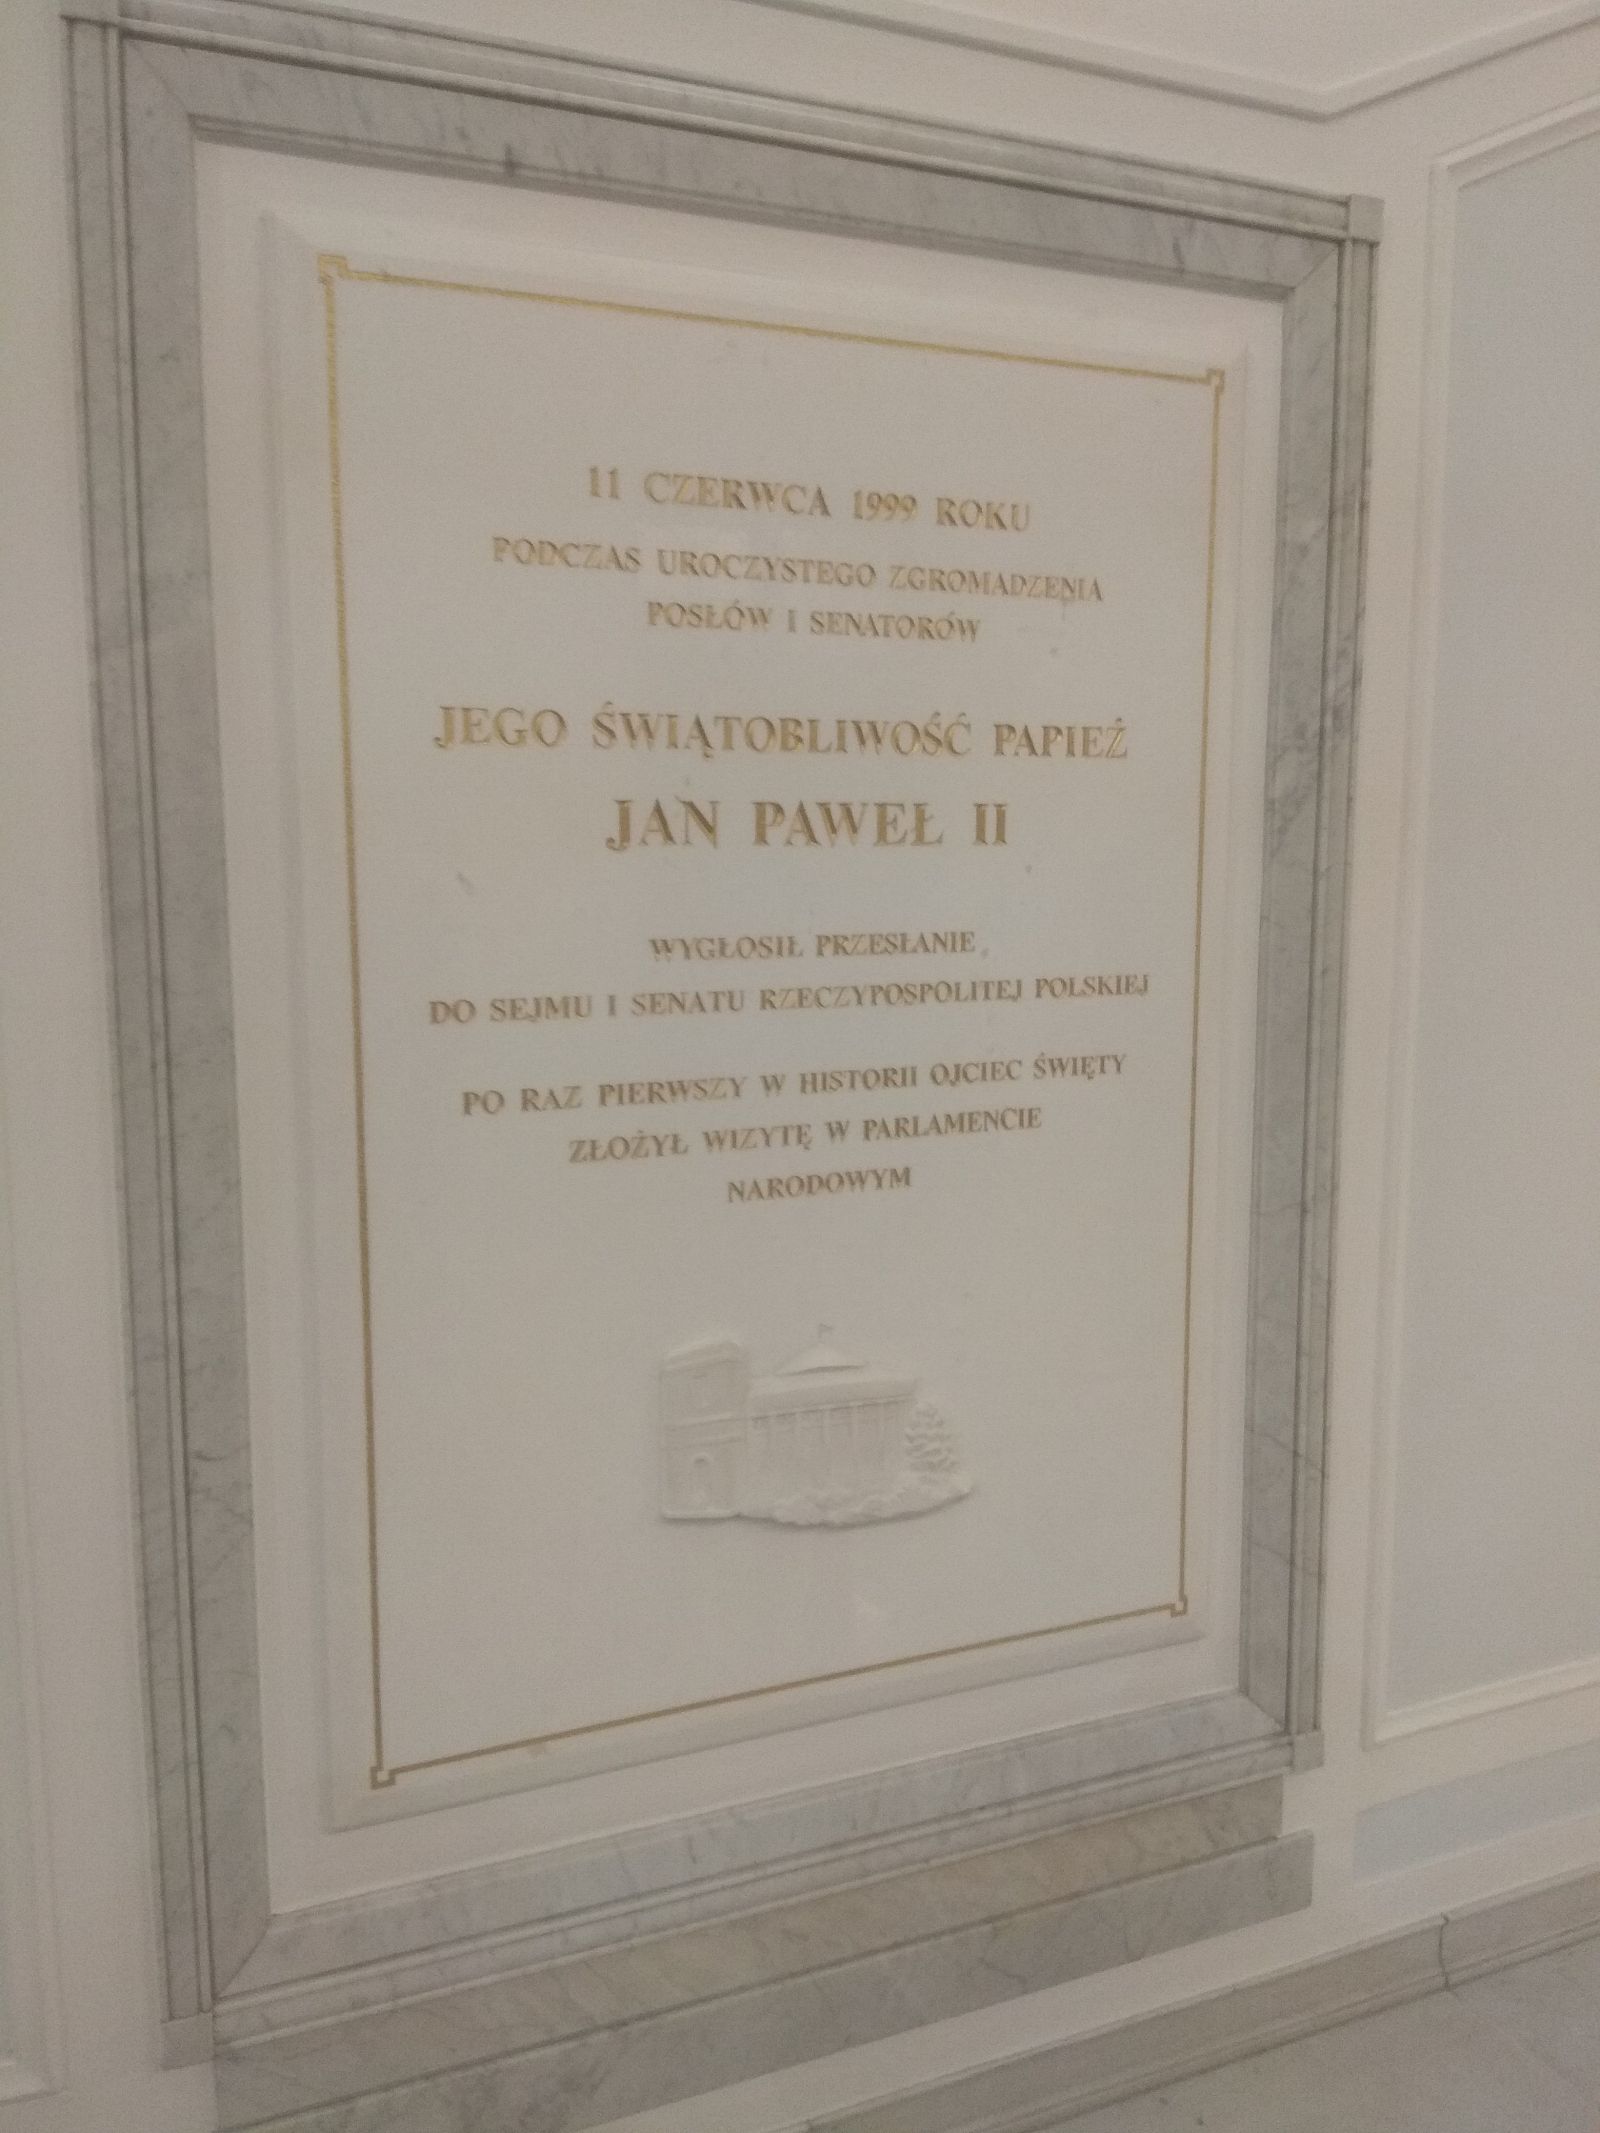 11 CZERWCA 1999 ROKU
PODCZAS UROCZYSTEGO ZGROMADZENIA
POSŁÓW I SENATORÓW
JEGO ŚWIĄTOBLIWOŚĆ PAPIEŻ
JAN PAWEŁ II
WYGŁOSIŁ PRZESŁANIE
DO SEJMU I SENATU RZECZYPOSPOLITEJ POLSKIEJ
PO RAZ PIERWSZY W HISTORII OJCIEC ŚWIĘTY
ZŁOŻYŁ WIZYTĘ W PARLAMENCIE
NARODOWYM